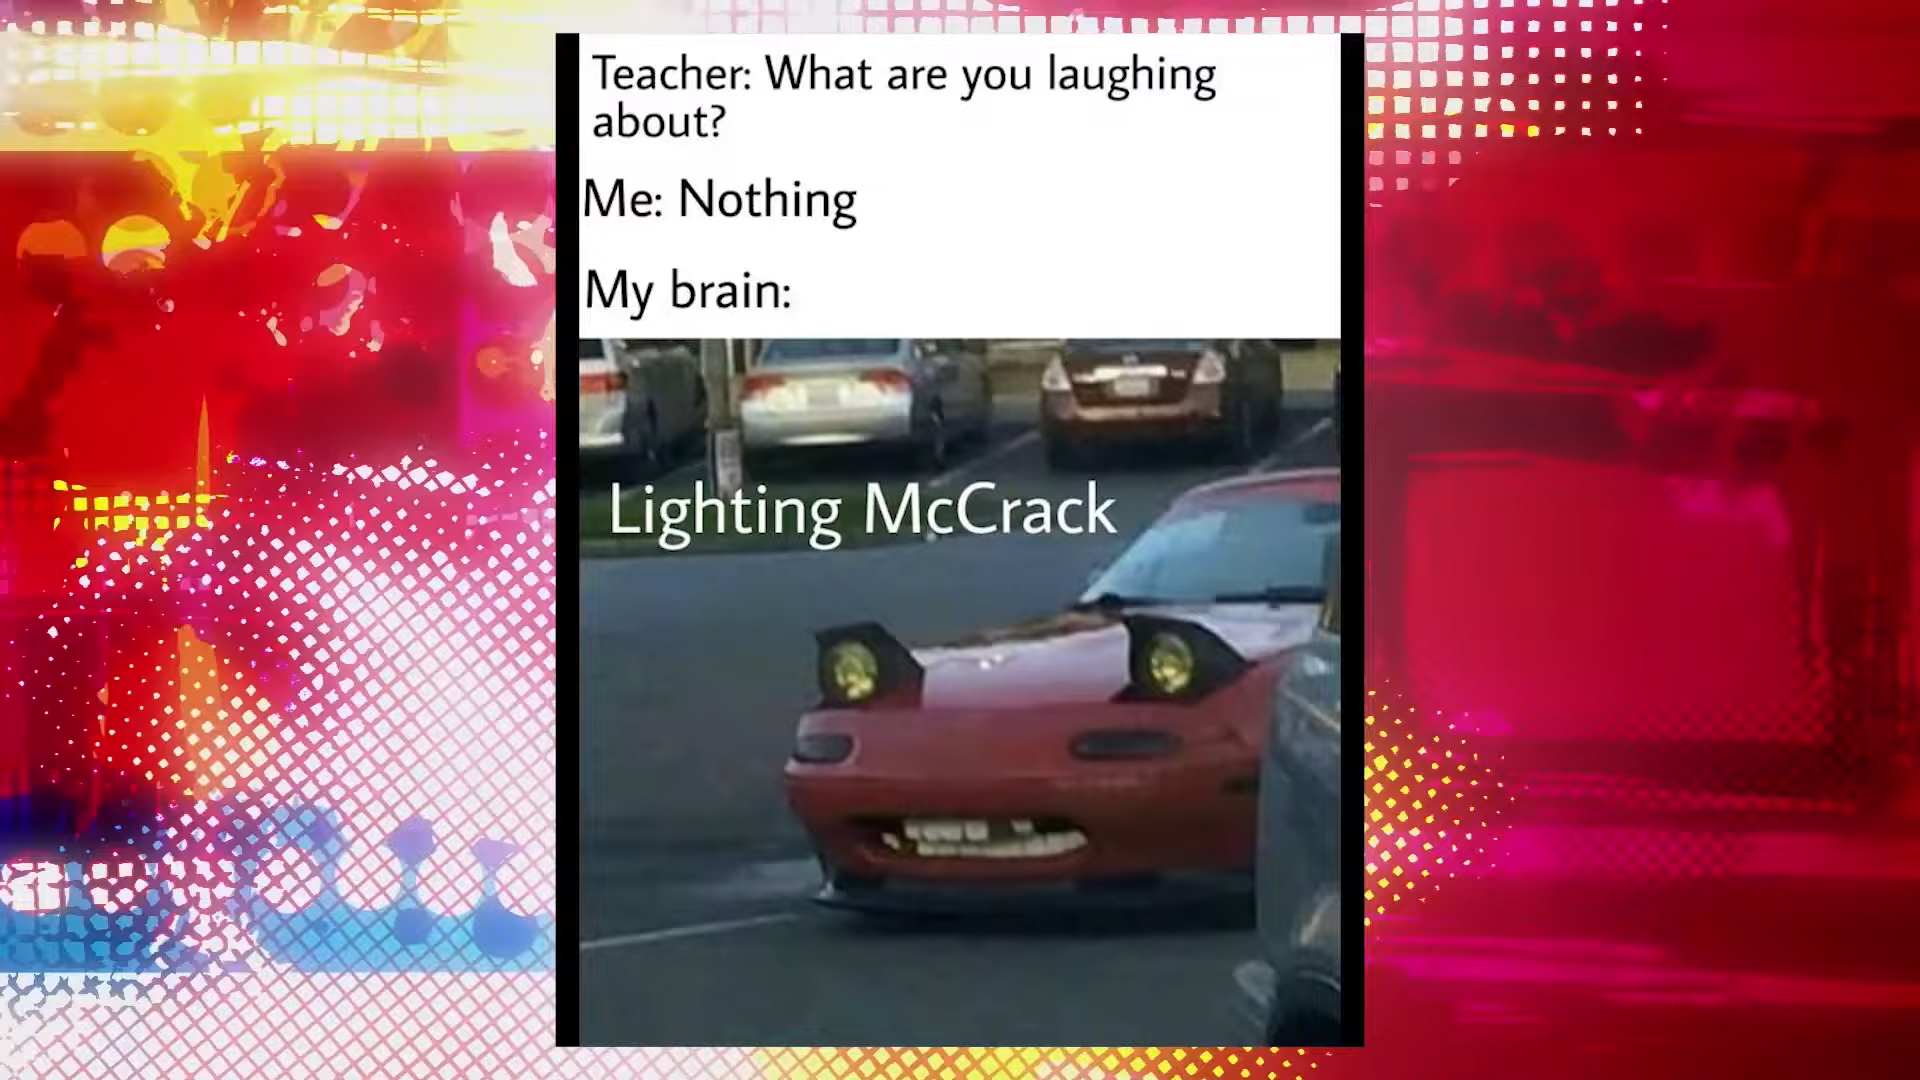 Teacher: What are you laughing
about?
Me: Nothing
My brain:
Lighting McCrack